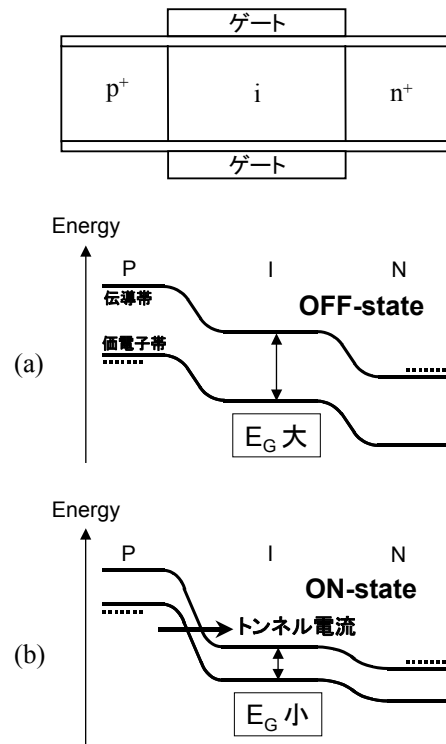 ゲート
p+ i n+
ゲート
Energy
P I N
伝導帯
OFF-state
価電子帯
(a)
EG 大
Energy
P I N
ON-state
トンネル電流
(b)
EG 小